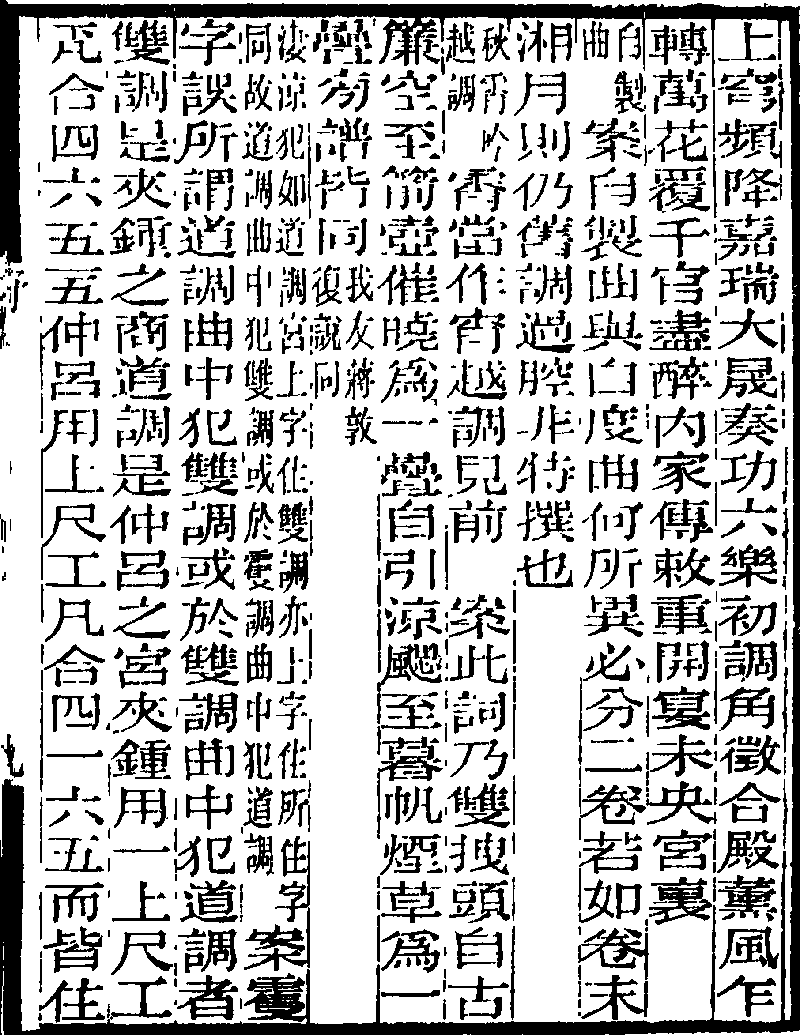 上穹頻降嘉瑞大晟奏功六樂初調角徵合殿薰風乍
轉萬花覆千官盡醉內家傳敕重開宴未央宮裏
自製
曲
案自製曲與自度曲何所異必分二卷若如卷末
湘月則仍舊調過腔非特撰也
秋霄吟
越調
霄當作宵越調見前　案此詞乃雙拽頭自古
簾空至箭壺催曉爲一疊自引涼颸至暮帆煙草爲一
疊旁譜皆同
我友蔣敦
復說同
淒涼犯如道調宮上字住雙調亦上字住所住字
同故道調曲中犯雙調或於䨇調曲中犯道調
案䨇
字誤所謂道調曲中犯雙調或於雙調曲中犯道調者
雙調是夾鍾之商道調是仲呂之宮夾鍾用一上尺工
凡合四六五五仲呂用上尺工凡合四一六五而皆住
九